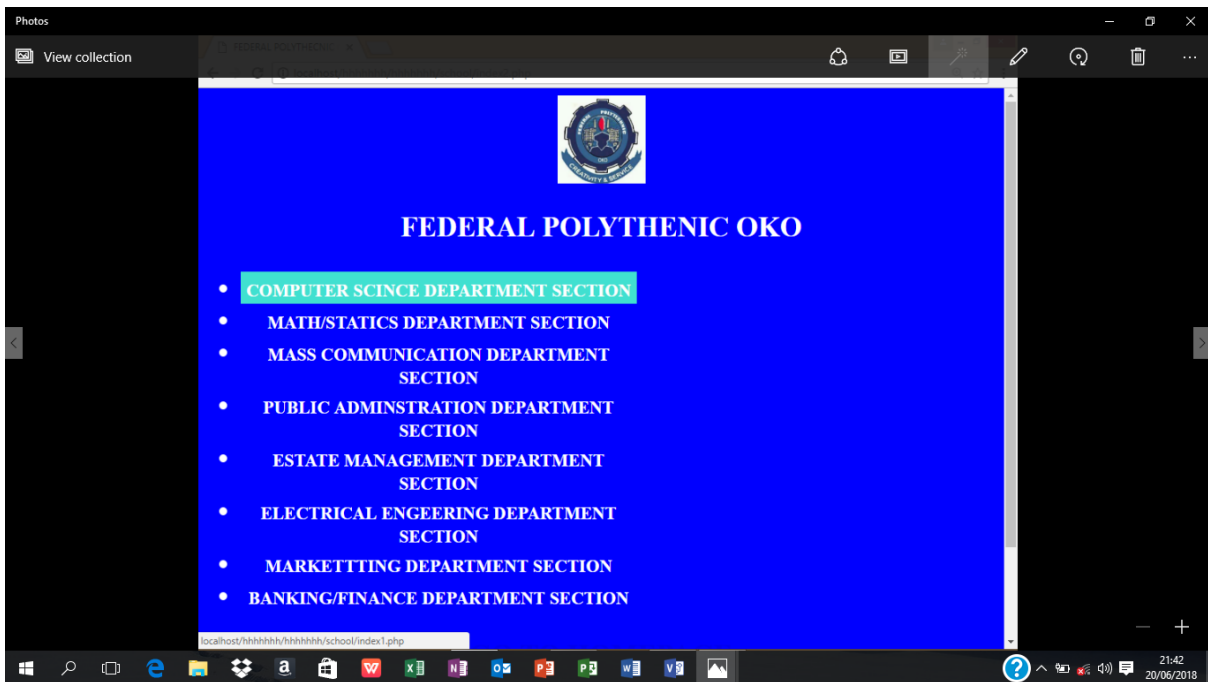 Photos
View collection
FEDERAL POLYTHENIC OKO
COMPUTER SCINCE DEPARTMENT SECTION
MATH/STATICS DEPARTMENT SECTION
MASS COMMUNICATION DEPARTMENT
SECTION
PUBLIC ADMINSTRATION DEPARTMENT
SECTION
ESTATE MANAGEMENT DEPARTMENT
SECTION
ELECTRICAL ENGEERING DEPARTMENT
SECTION
MARKETTTING DEPARTMENT SECTION
BANKING/FINANCE DEPARTMENT SECTION
localhost/hhhhhhh/hhhhhhh/school/index1.php
21:42
20/06/2018